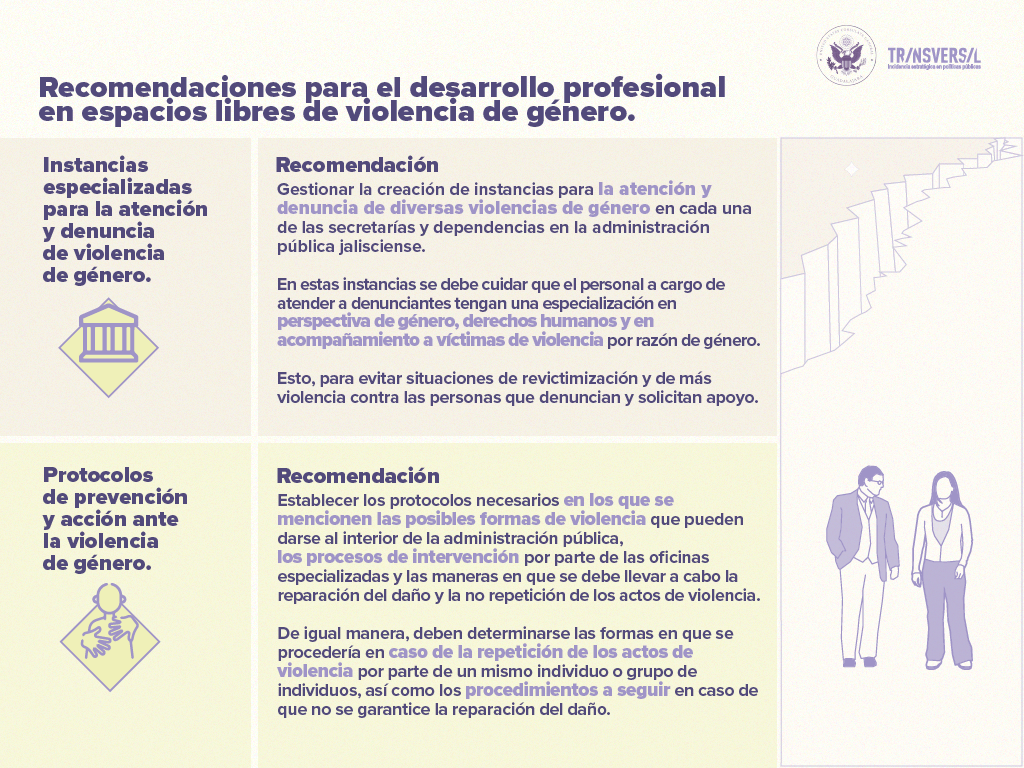 TR/NSVERS/L
Incidencia estratégica en políticas públicas
Recomendaciones para el desarrollo profesional
en espacios libres de violencia de género.
Instancias
especializadas
para la atención
y denuncia
de violencia
de género.
Recomendación
Gestionar la creación de instancias para la atención y
denuncia de diversas violencias de género en cada una
de las secretarías y dependencias en la administración
pública jalisciense.
En estas instancias se debe cuidar que el personal a cargo de
atender a denunciantes tengan una especialización en
perspectiva de género, derechos humanos y en
acompañamiento a víctimas de violencia por razón de género.
Esto, para evitar situaciones de revictimización y de más
violencia contra las personas que denuncian y solicitan apoyo.
Protocolos
de prevención
y acción ante
la violencia
de género.
Recomendación
Establecer los protocolos necesarios en los que se
mencionen las posibles formas de violencia que pueden
darse al interior de la administración pública,
los procesos de intervención por parte de las oficinas
especializadas y las maneras en que se debe llevar a cabo la
reparación del daño y la no repetición de los actos de violencia.
De igual manera, deben determinarse las formas en que se
procedería en caso de la repetición de los actos de
violencia por parte de un mismo individuo o grupo de
individuos, así como los procedimientos a seguir en caso de
que no se garantice la reparación del daño.